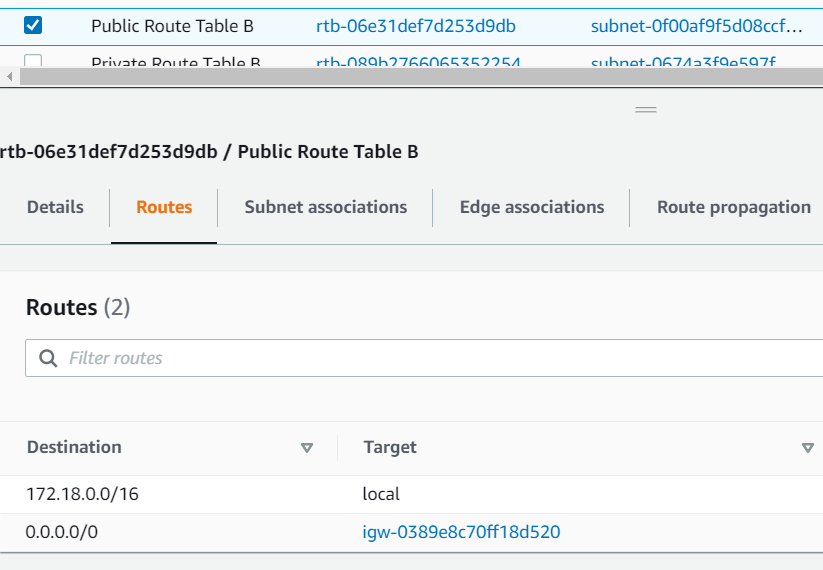 Public Route Table B rtb-06e31def7d253d9db subnet-0f00af9f5d08ccf…
Private Route Table B rtb-089b2766065352254 subnet-0674a3f9e597f
rtb-06e31def7d253d9db / Public Route Table B
Details Routes Subnet associations Edge associations Route propagation
Routes (2)
Filter routes
Destination Target
172.18.0.0/16 local
0.0.0.0/0 igw-0389e8c70ff18d520